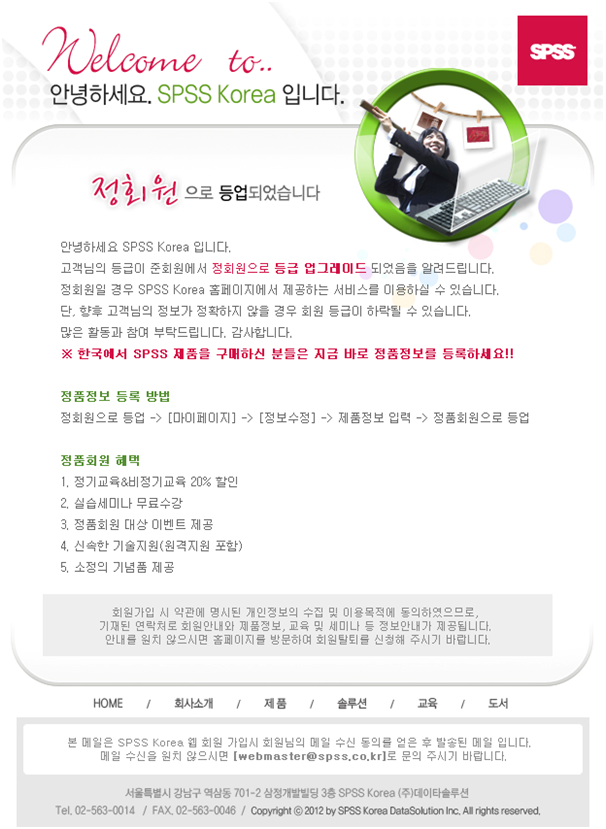 Welcome to..
SPSS
안녕하세요. SPSS Korea 입니다.
정회원 으로 등업되었습니다
안녕하세요 SPSS Korea 입니다.
고객님의 등급이 준회원에서 정회원으로 등급 업그레이드 되었음을 알려드립니다.
정회원일 경우 SPSS Korea 홈페이지에서 제공하는 서비스를 이용하실 수 있습니다.
단, 향후 고객님의 정보가 정확하지 않을 경우 회원 등급이 하락될 수 있습니다.
많은 활동과 참여 부탁드립니다. 감사합니다.
※ 한국에서 SPSS 제품을 구매하신 분들은 지금 바로 정품정보를 등록하세요!!
정품정보 등록 방법
정회원으로 등업 -> [마이페이지] -> [정보수정] -> 제품정보 입력 -> 정품회원으로 등업
정품회원 혜먹
1. 정기교육&비정기교육 20% 할인
2. 실습세미나 무료수강
3. 정품회원 대상 이벤트 제공
4. 신속한 기술지원(원격지원 포함)
5. 소정의 기념품 제공
회원가입 시 약관에 명시된 개인정보의 수집 및 이용목적에 동의하였으므로,
기재된 연락처로 회원안내와 제품정보, 교육 및 세미나 등 정보안내가 제공됩니다.
안내를 원치 않으시면 홈페이지를 방문하여 회원탈퇴를 신청해 주시기 바랍니다.
HOME / 회사소개 / 제 품 / 솔루션 / 교육 / 도서
본 메일은 SPSS Korea 웹 회원 가입시 회원님의 메일 수신 동의를 얻은 후 발송된 메일 입니다.
메일 수신을 원치 않으시면 [webmaster@spss.co.kr]로 문의 주시기 바랍니다.
서울특별시 강남구 역삼동 701-2 삼정개발빌딩 3층 SPSS Korea (주)데이타솔루션
Tel. 02-563-0014 / FAX. 02-563-0046 / Copyright ⓒ 2012 by SPSS Korea DataSolution Inc. All rights reserved.